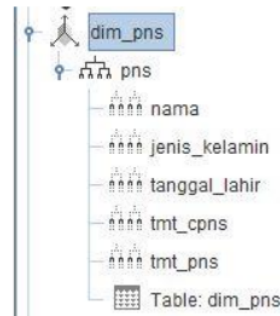 dim_pns
pns
nama
jenis_kelamin
tanggal_lahir
tmt_cpns
tmt_pns
Table: dim_pns